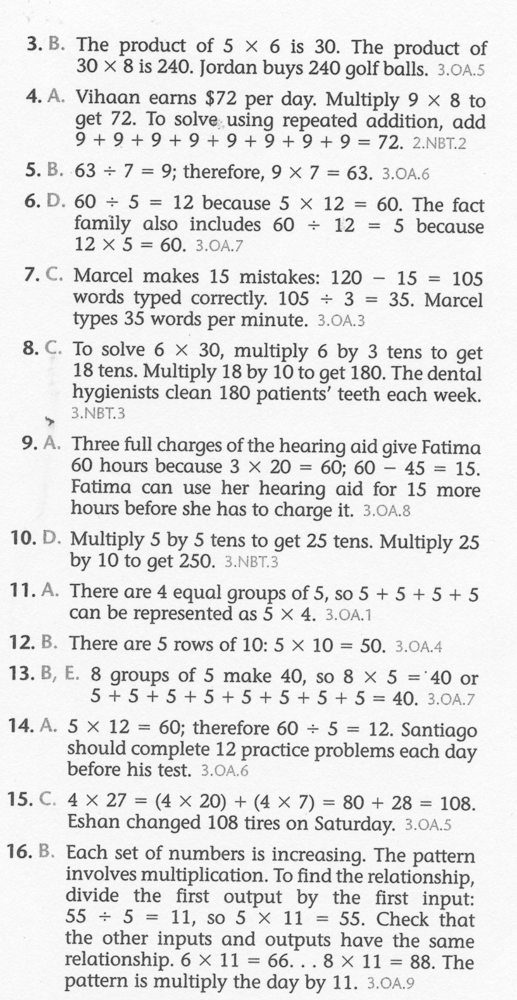 3. B. The product of 5 × 6 is 30. The product of
30 × 8 is 240. Jordan buys 240 golf balls. 3.OA.5
4. A. Vihaan earns $72 per day. Multiply 9 × 8 to
get 72. To solve using repeated addition, add
9 + 9 + 9 + 9 + 9 + 9 + 9 + 9 = 72. 2.NBT.2
5. B. 63 ÷ 7 = 9; therefore, 9 × 7 = 63. 3.OA.6
6. D. 60 ÷ 5 = 12 because 5 × 12 = 60. The fact
family also includes 60 ÷ 12 = 5 because
12 × 5 = 60. 3.OA.7
7. C. Marcel makes 15 mistakes: 120 − 15 = 105
words typed correctly. 105 ÷ 3 = 35. Marcel
types 35 words per minute. 3.OA.3
8. C. To solve 6 × 30, multiply 6 by 3 tens to get
18 tens. Multiply 18 by 10 to get 180. The dental
hygienists clean 180 patients’ teeth each week.
3.NBT.3
9. A. Three full charges of the hearing aid give Fatima
60 hours because 3 × 20 = 60; 60 − 45 = 15.
Fatima can use her hearing aid for 15 more
hours before she has to charge it. 3.OA.8
10. D. Multiply 5 by 5 tens to get 25 tens. Multiply 25
by 10 to get 250. 3.NBT.3
11. A. There are 4 equal groups of 5, so 5 + 5 + 5 + 5
can be represented as 5 × 4. 3.OA.1
12. B. There are 5 rows of 10: 5 × 10 = 50. 3.OA.4
13. B, E. 8 groups of 5 make 40, so 8 × 5 = 40 or
5 + 5 + 5 + 5 + 5 + 5 + 5 + 5 = 40. 3.OA.7
14. A. 5 × 12 = 60; therefore 60 ÷ 5 = 12. Santiago
should complete 12 practice problems each day
before his test. 3.OA.6
15. C. 4 × 27 = (4 × 20) + (4 × 7) = 80 + 28 = 108.
Eshan changed 108 tires on Saturday. 3.OA.5
16. B. Each set of numbers is increasing. The pattern
involves multiplication. To find the relationship,
divide the first output by the first input:
55 ÷ 5 = 11, so 5 × 11 = 55. Check that
the other inputs and outputs have the same
relationship. 6 × 11 = 66. . . 8 × 11 = 88. The
pattern is multiply the day by 11. 3.OA.9